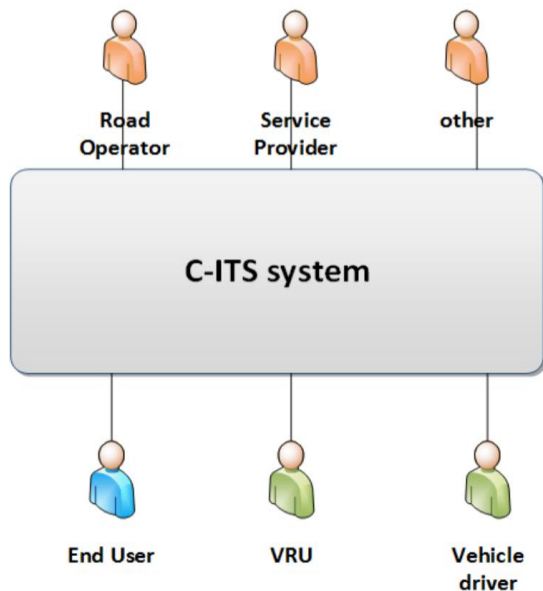 Road Operator
Service Provider
other
C-ITS system
End User
VRU
Vehicle driver